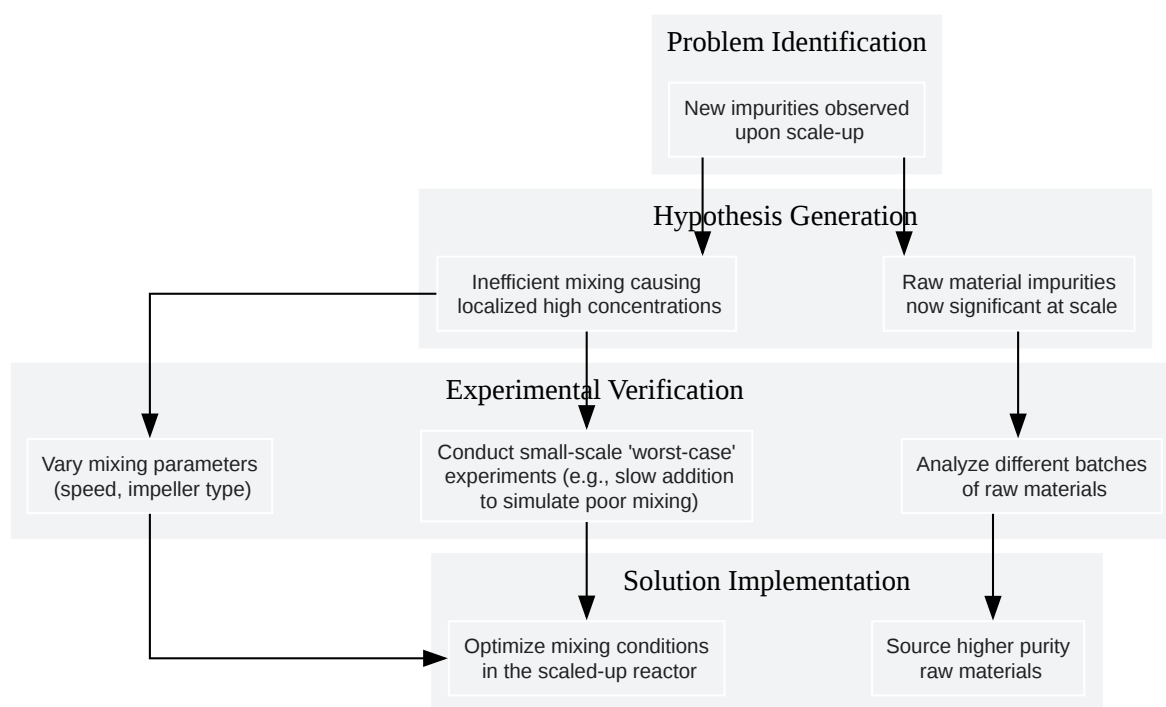 Problem Identification
New impurities observed
upon scale-up
Hypothesis Generation
Inefficient mixing causing
localized high concentrations
Raw material impurities
now significant at scale
Experimental Verification
Vary mixing parameters
(speed, impeller type)
Conduct small-scale 'worst-case'
experiments (e.g., slow addition
to simulate poor mixing)
Analyze different batches
of raw materials
Solution Implementation
Optimize mixing conditions
in the scaled-up reactor
Source higher purity
raw materials